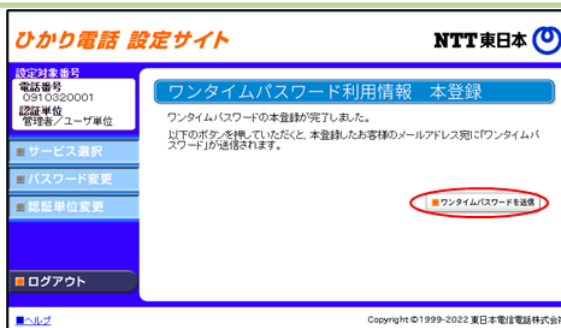 ひかり電話 設定サイト
NTT東日本
設定対象番号
電話番号
0910320001
認証単位
管理者/ユーザ単位
■サービス選択
■パスワード変更
■認証単位変更
■ログアウト
■ヘルプ
ワンタイムパスワード利用情報 本登録
ワンタイムパスワードの本登録が完了しました。
以下のボタンを押していただくと、本登録したお客様のメールアドレス宛に「ワンタイムパ
スワード」が送信されます。
■ワンタイムパスワードを送信
Copyright©1999-2022 東日本電信電話株式会